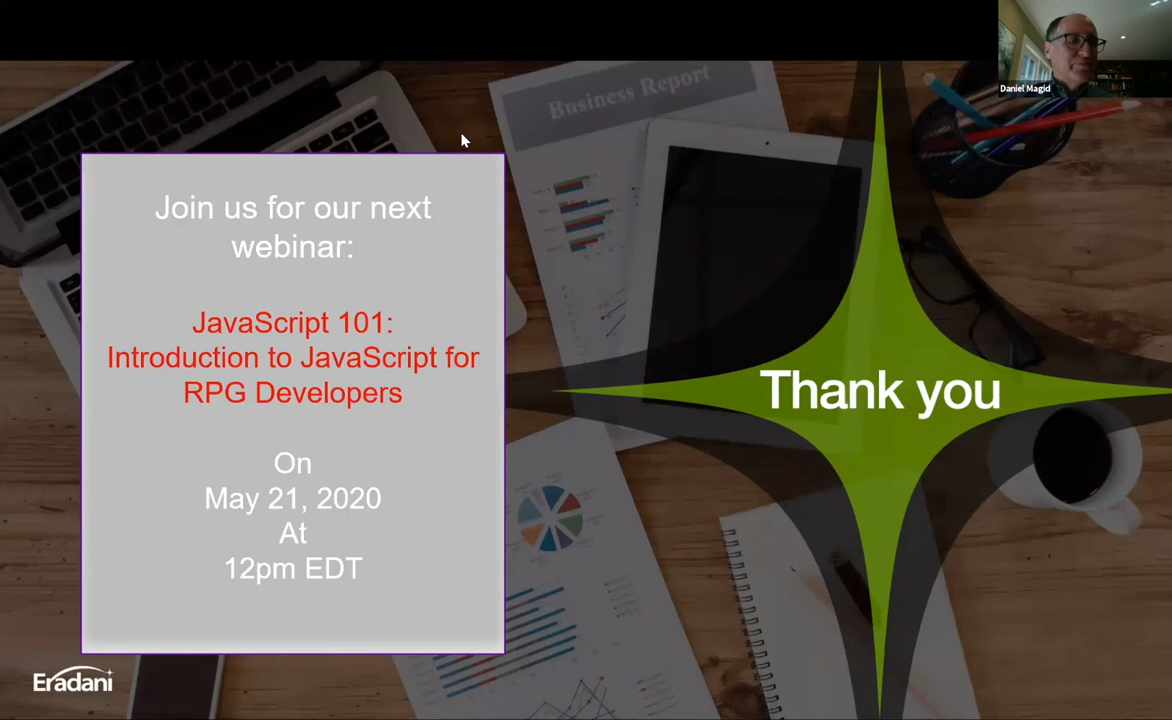 Daniel Magid
Business Report
Join us for our next
webinar:
JavaScript 101:
Introduction to JavaScript for
RPG Developers
On
May 21, 2020
At
12pm EDT
Thank you
Eradani